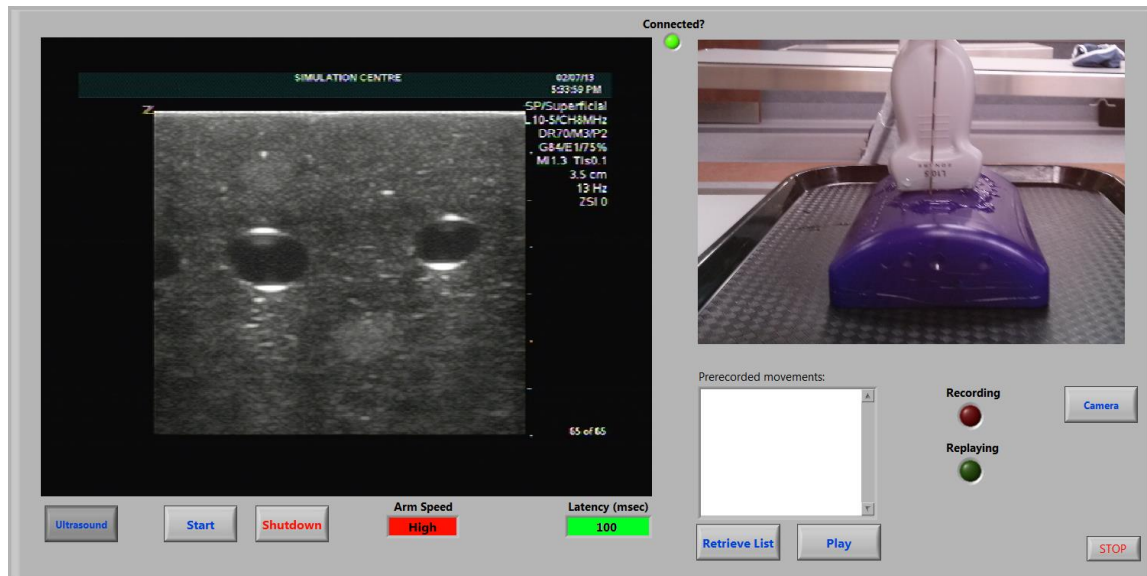 Connected?
SIMULATION CENTRE
02/07/13
5:33:59 PM
Z
SP/Superficial
L10-5/CH8MHz
DR70/M3/P2
G84/E1/75%
MI1.3 TIs0.1
3.5 cm
13 Hz
ZSI 0
65 of 65
Ultrasound
Start
Shutdown
Arm Speed
High
Latency (msec)
100
Prerecorded movements:
Recording
Replaying
Camera
Retrieve List
Play
STOP